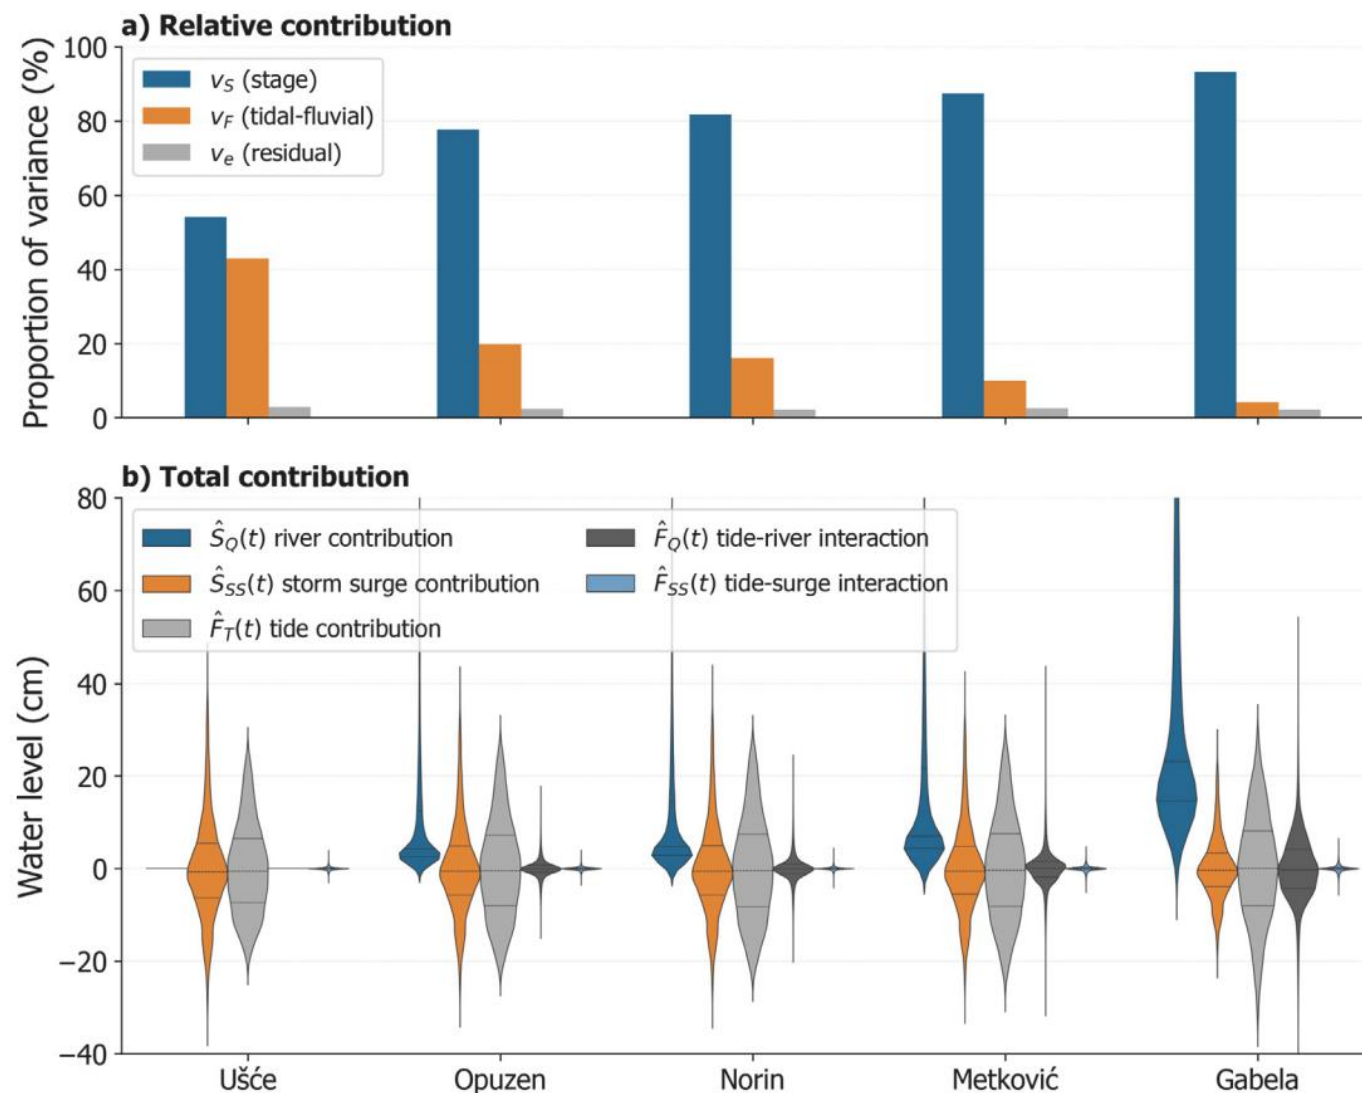 a) Relative contribution
100
80
60
40
20
0
Proportion of variance (%)
v_S (stage)
v_F (tidal-fluvial)
v_e (residual)
b) Total contribution
80
60
40
20
0
−20
−40
Water level (cm)
Ŝ_Q(t) river contribution
Ŝ_SS(t) storm surge contribution
F̂_T(t) tide contribution
F̂_Q(t) tide-river interaction
F̂_SS(t) tide-surge interaction
Ušće Opuzen Norin Metković Gabela